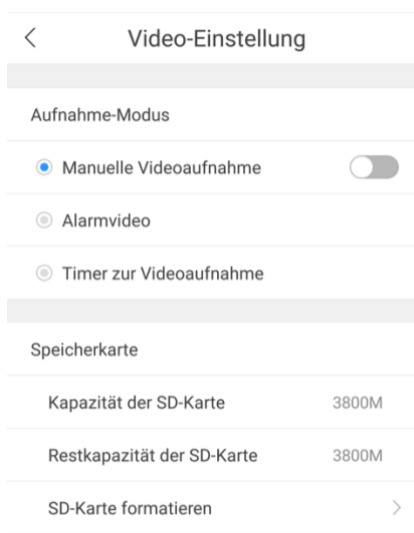 Video-Einstellung
Aufnahme-Modus
Manuelle Videoaufnahme
Alarmvideo
Timer zur Videoaufnahme
Speicherkarte
Kapazität der SD-Karte 3800M
Restkapazität der SD-Karte 3800M
SD-Karte formatieren